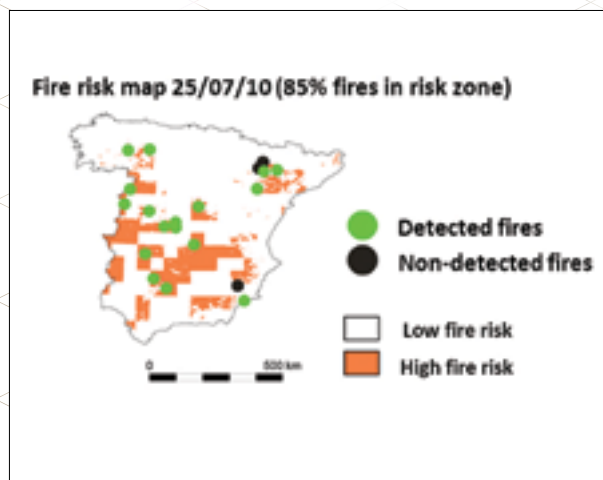 Fire risk map 25/07/10 (85% fires in risk zone)
Detected fires
Non-detected fires
Low fire risk
High fire risk
0 500 km